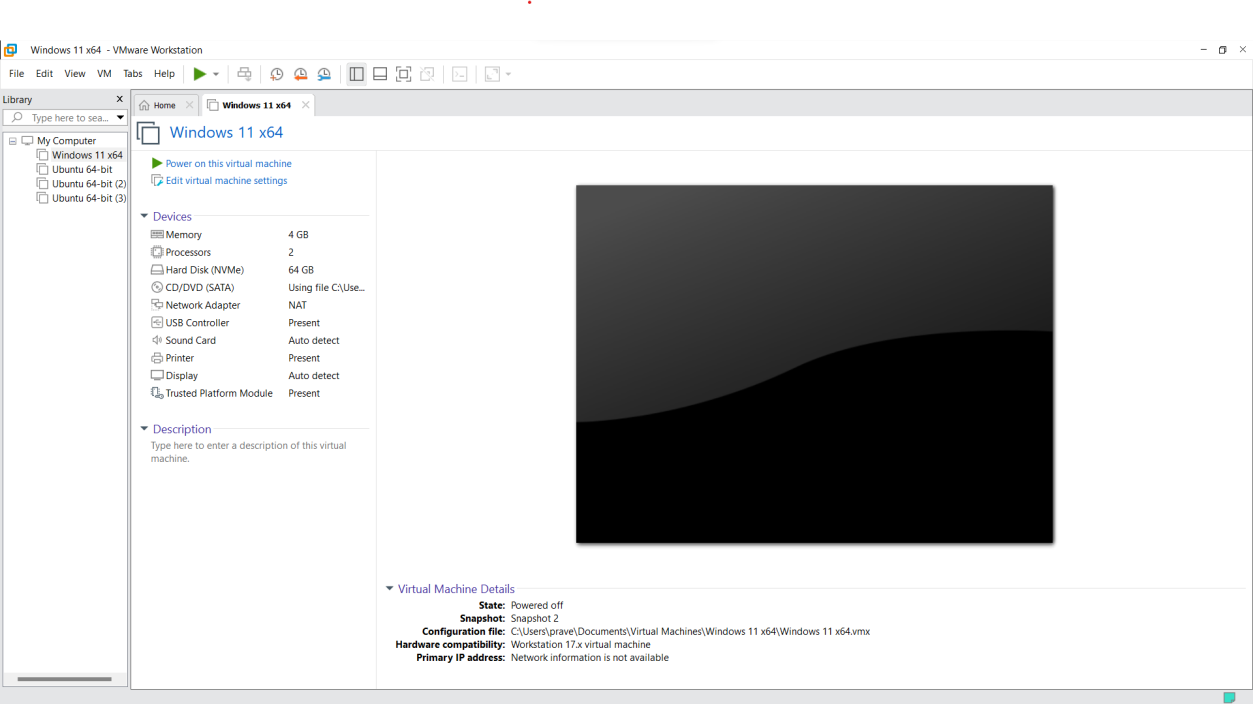 Windows 11 x64 - VMware Workstation
File Edit View VM Tabs Help
Library x
Home
Windows 11 x64
Type here to sea...
My Computer
Windows 11 x64
Ubuntu 64-bit
Ubuntu 64-bit (2)
Ubuntu 64-bit (3)
Windows 11 x64
Power on this virtual machine
Edit virtual machine settings
Devices
Memory 4 GB
Processors 2
Hard Disk (NVMe) 64 GB
CD/DVD (SATA) Using file C:\Use...
Network Adapter NAT
USB Controller Present
Sound Card Auto detect
Printer Present
Display Auto detect
Trusted Platform Module Present
Description
Type here to enter a description of this virtual
machine.
Virtual Machine Details
State: Powered off
Snapshot: Snapshot 2
Configuration file: C:\Users\prave\Documents\Virtual Machines\Windows 11 x64\Windows 11 x64.vmx
Hardware compatibility: Workstation 17.x virtual machine
Primary IP address: Network information is not available